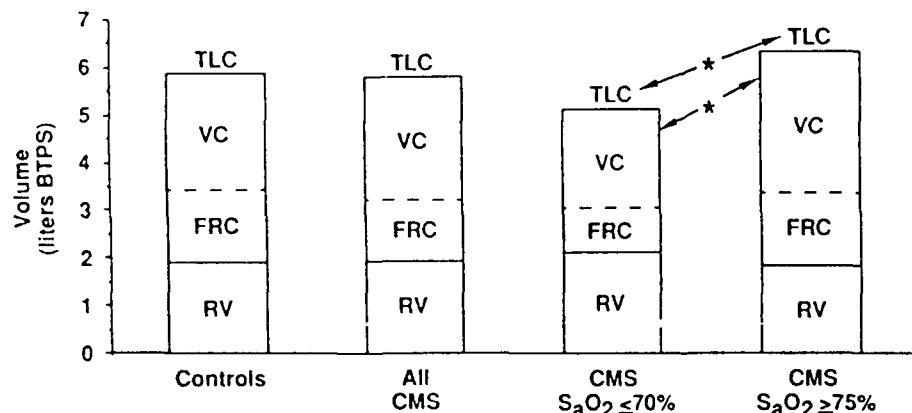 7
6
5
4
3
2
1
0
Volume
(liters BTPS)
TLC
VC
FRC
RV
TLC
VC
FRC
RV
TLC
VC
FRC
RV
TLC
VC
FRC
RV
*
*
Controls
All
CMS
CMS
SaO2 ≤70%
CMS
SaO2 ≥75%